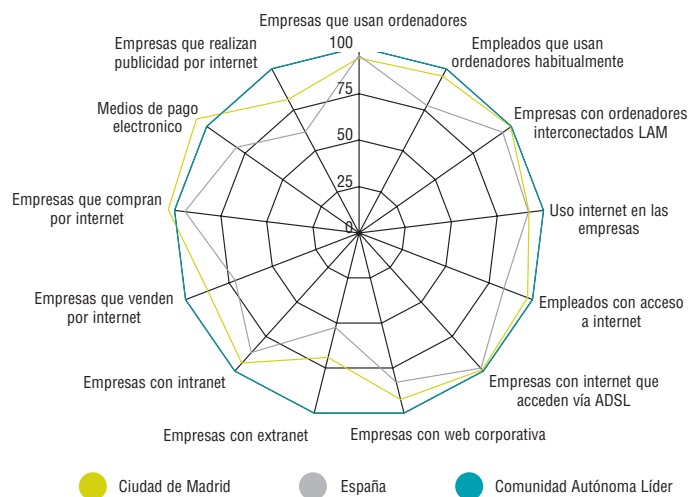 Empresas que usan ordenadores
Empresas que realizan
publicidad por internet
Empleados que usan
ordenadores habitualmente
Medios de pago
electronico
Empresas con ordenadores
interconectados LAM
Empresas que compran
por internet
Uso internet en las
empresas
Empresas que venden
por internet
Empleados con acceso
a internet
Empresas con intranet
Empresas con internet que
acceden vía ADSL
Empresas con extranet
Empresas con web corporativa
100
75
50
25
0
Ciudad de Madrid
España
Comunidad Autónoma Líder